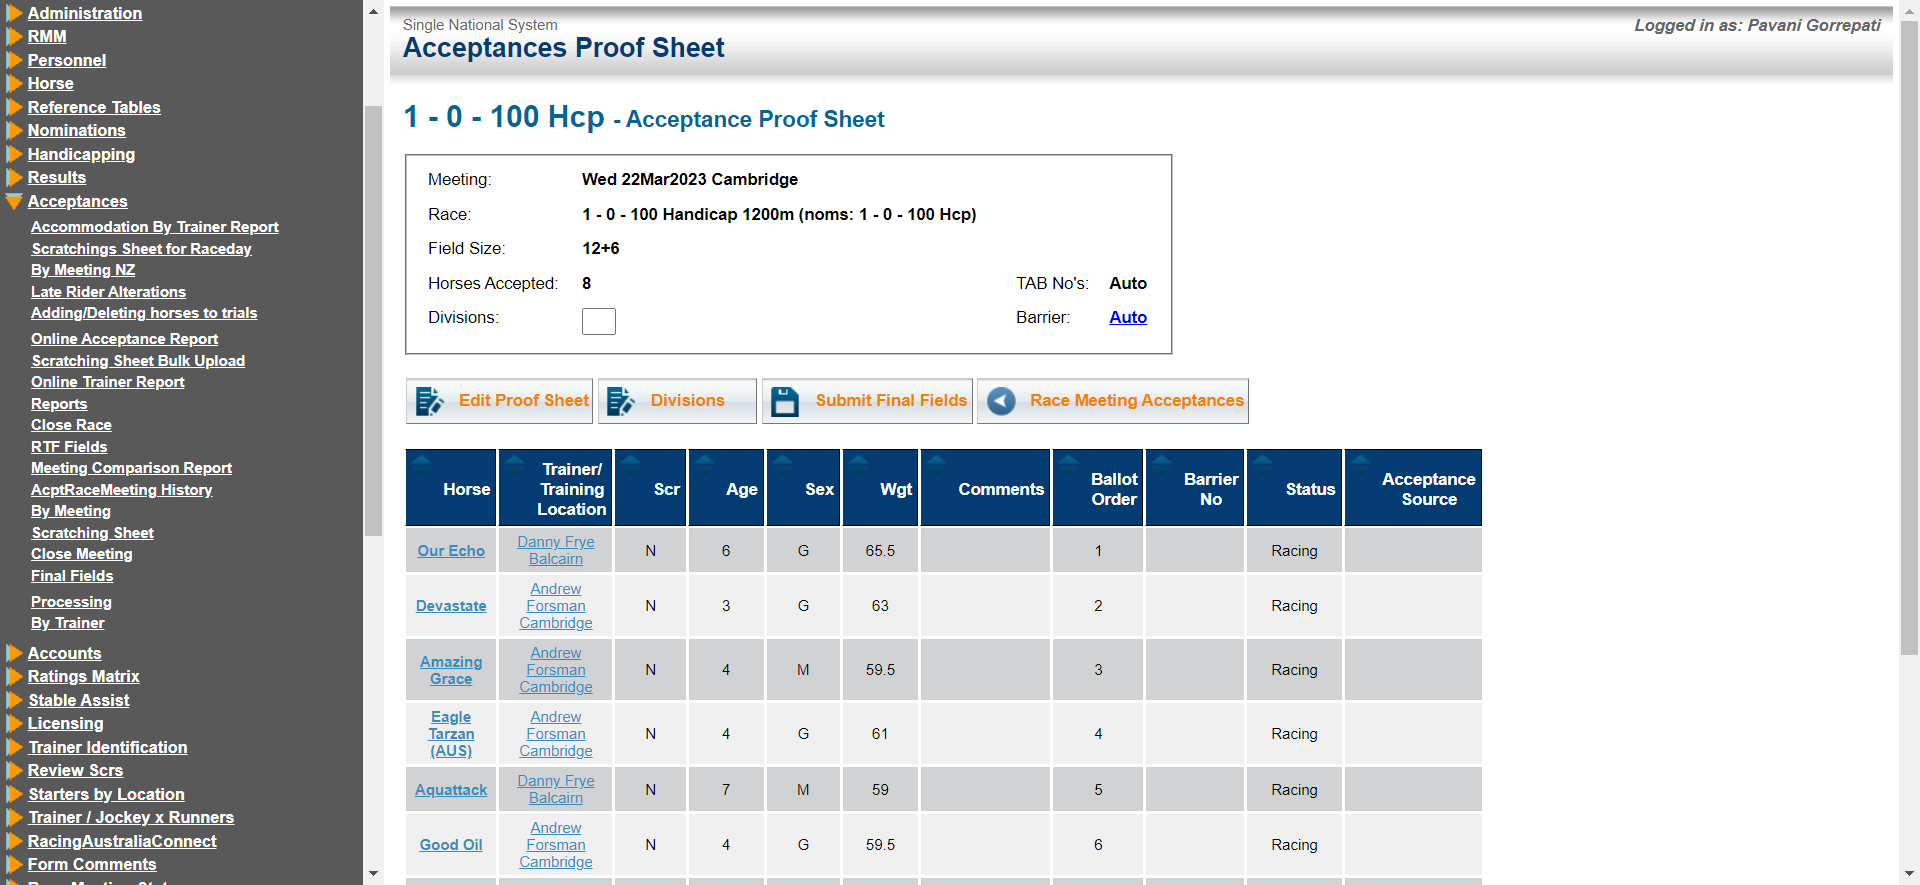 Administration
RMM
Personnel
Horse
Reference Tables
Nominations
Handicapping
Results
Acceptances
Accommodation By Trainer Report
Scratchings Sheet for Raceday
By Meeting NZ
Late Rider Alterations
Adding/Deleting horses to trials
Online Acceptance Report
Scratching Sheet Bulk Upload
Online Trainer Report
Reports
Close Race
RTF Fields
Meeting Comparison Report
AcptRaceMeeting History
By Meeting
Scratching Sheet
Close Meeting
Final Fields
Processing
By Trainer
Accounts
Ratings Matrix
Stable Assist
Licensing
Trainer Identification
Review Scrs
Starters by Location
Trainer / Jockey x Runners
RacingAustraliaConnect
Form Comments
Single National System
Logged in as: Pavani Gorrepati
Acceptances Proof Sheet
1 - 0 - 100 Hcp - Acceptance Proof Sheet
Meeting: Wed 22Mar2023 Cambridge
Race: 1 - 0 - 100 Handicap 1200m (noms: 1 - 0 - 100 Hcp)
Field Size: 12+6
Horses Accepted: 8 TAB No's: Auto
Divisions: Barrier: Auto
Edit Proof Sheet Divisions Submit Final Fields Race Meeting Acceptances
Horse Trainer/ Training Location Scr Age Sex Wgt Comments Ballot Order Barrier No Status Acceptance Source
Our Echo Danny Frye Balcairn N 6 G 65.5 1 Racing
Devastate Andrew Forsman Cambridge N 3 G 63 2 Racing
Amazing Grace Andrew Forsman Cambridge N 4 M 59.5 3 Racing
Eagle Tarzan (AUS) Andrew Forsman Cambridge N 4 G 61 4 Racing
Aquattack Danny Frye Balcairn N 7 M 59 5 Racing
Good Oil Andrew Forsman Cambridge N 4 G 59.5 6 Racing